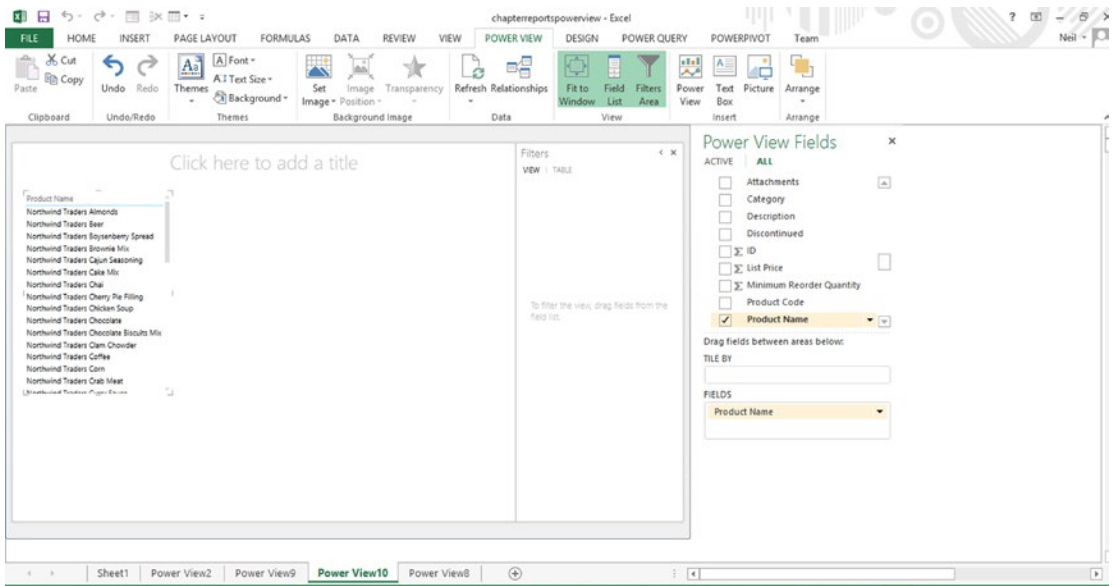 chapterreportspowerview - Excel
FILE HOME INSERT PAGE LAYOUT FORMULAS DATA REVIEW VIEW POWER VIEW DESIGN POWER QUERY POWERPIVOT Team Neil
Paste
Cut
Copy
Clipboard
Undo Redo
Undo/Redo
Themes
Font
Text Size
Background
Themes
Set Image
Image Position
Transparency
Background Image
Refresh Relationships
Data
Fit to Window
Field List
Filters Area
View
Power View
Text Box
Picture
Insert
Arrange
Arrange
Click here to add a title
Product Name
Northwind Traders Almonds
Northwind Traders Beer
Northwind Traders Boysenberry Spread
Northwind Traders Brownie Mix
Northwind Traders Cajun Seasoning
Northwind Traders Cake Mix
Northwind Traders Chai
Northwind Traders Cherry Pie Filling
Northwind Traders Chicken Soup
Northwind Traders Chocolate
Northwind Traders Chocolate Biscuits Mix
Northwind Traders Clam Chowder
Northwind Traders Coffee
Northwind Traders Corn
Northwind Traders Crab Meat
Northwind Traders Curry Sauce
Filters
VIEW | TABLE
To filter the view, drag fields from the
field list.
Power View Fields
ACTIVE ALL
Attachments
Category
Description
Discontinued
Σ ID
Σ List Price
Σ Minimum Reorder Quantity
Product Code
Product Name
Drag fields between areas below:
TILE BY
FIELDS
Product Name
Sheet1 Power View2 Power View9 Power View10 Power View8